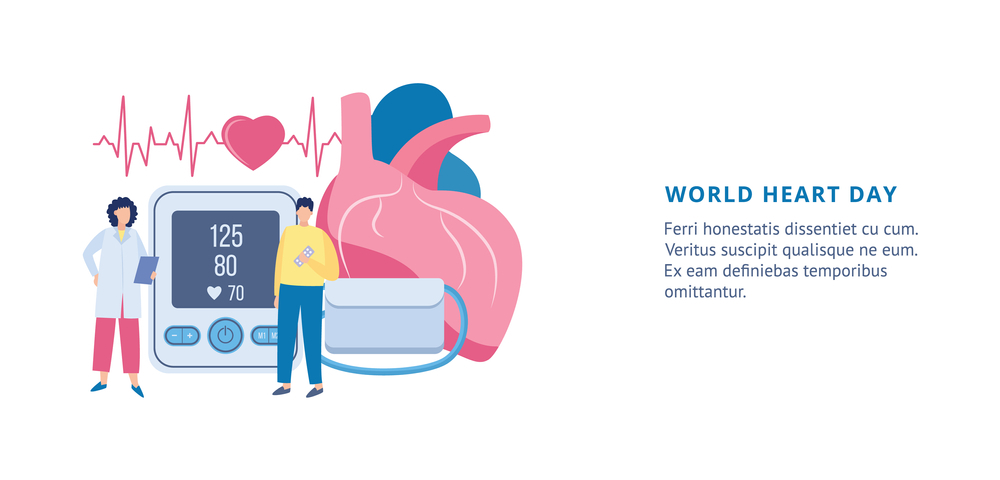 125
80
70
− +
M1
WORLD HEART DAY
Ferri honestatis dissentiet cu cum.
Veritus suscipit qualisque ne eum.
Ex eam definiebas temporibus
omittantur.